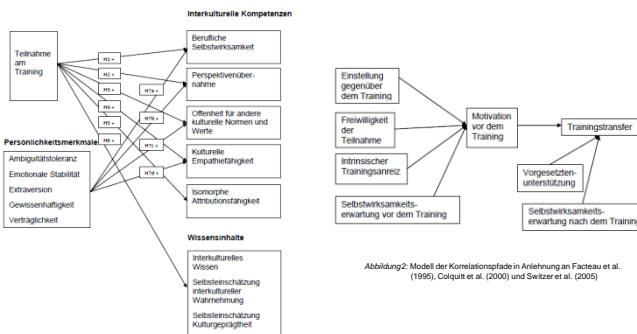 Interkulturelle Kompetenzen
Teilnahme
am
Training
H1 +
H2 +
H3 +
H4 +
H5 +
H6 +
H7a +
H7b +
H7c +
H7d +
Berufliche
Selbstwirksamkeit
Perspektivenüber-
nahme
Offenheit für andere
kulturelle Normen und
Werte
Kulturelle
Empathiefähigkeit
Isomorphe
Attributionsfähigkeit
Persönlichkeitsmerkmale
Ambiguitätstoleranz
Emotionale Stabilität
Extraversion
Gewissenhaftigkeit
Verträglichkeit
Wissensinhalte
Interkulturelles
Wissen
Selbsteinschätzung
interkultureller
Wahrnehmung
Selbsteinschätzung
Kulturgeprägtheit
Einstellung
gegenüber
dem Training
Freiwilligkeit
der
Teilnahme
Intrinsischer
Trainingsanreiz
Selbstwirksamkeits-
erwartung vor dem Training
Motivation
vor dem
Training
Trainingstransfer
Vorgesetzten-
unterstützung
Selbstwirksamkeits-
erwartung nach dem Training
Abbildung2: Modell der Korrelationspfade in Anlehnung an Facteau et al.
(1995), Colquitt et al. (2000) und Switzer et al. (2005)